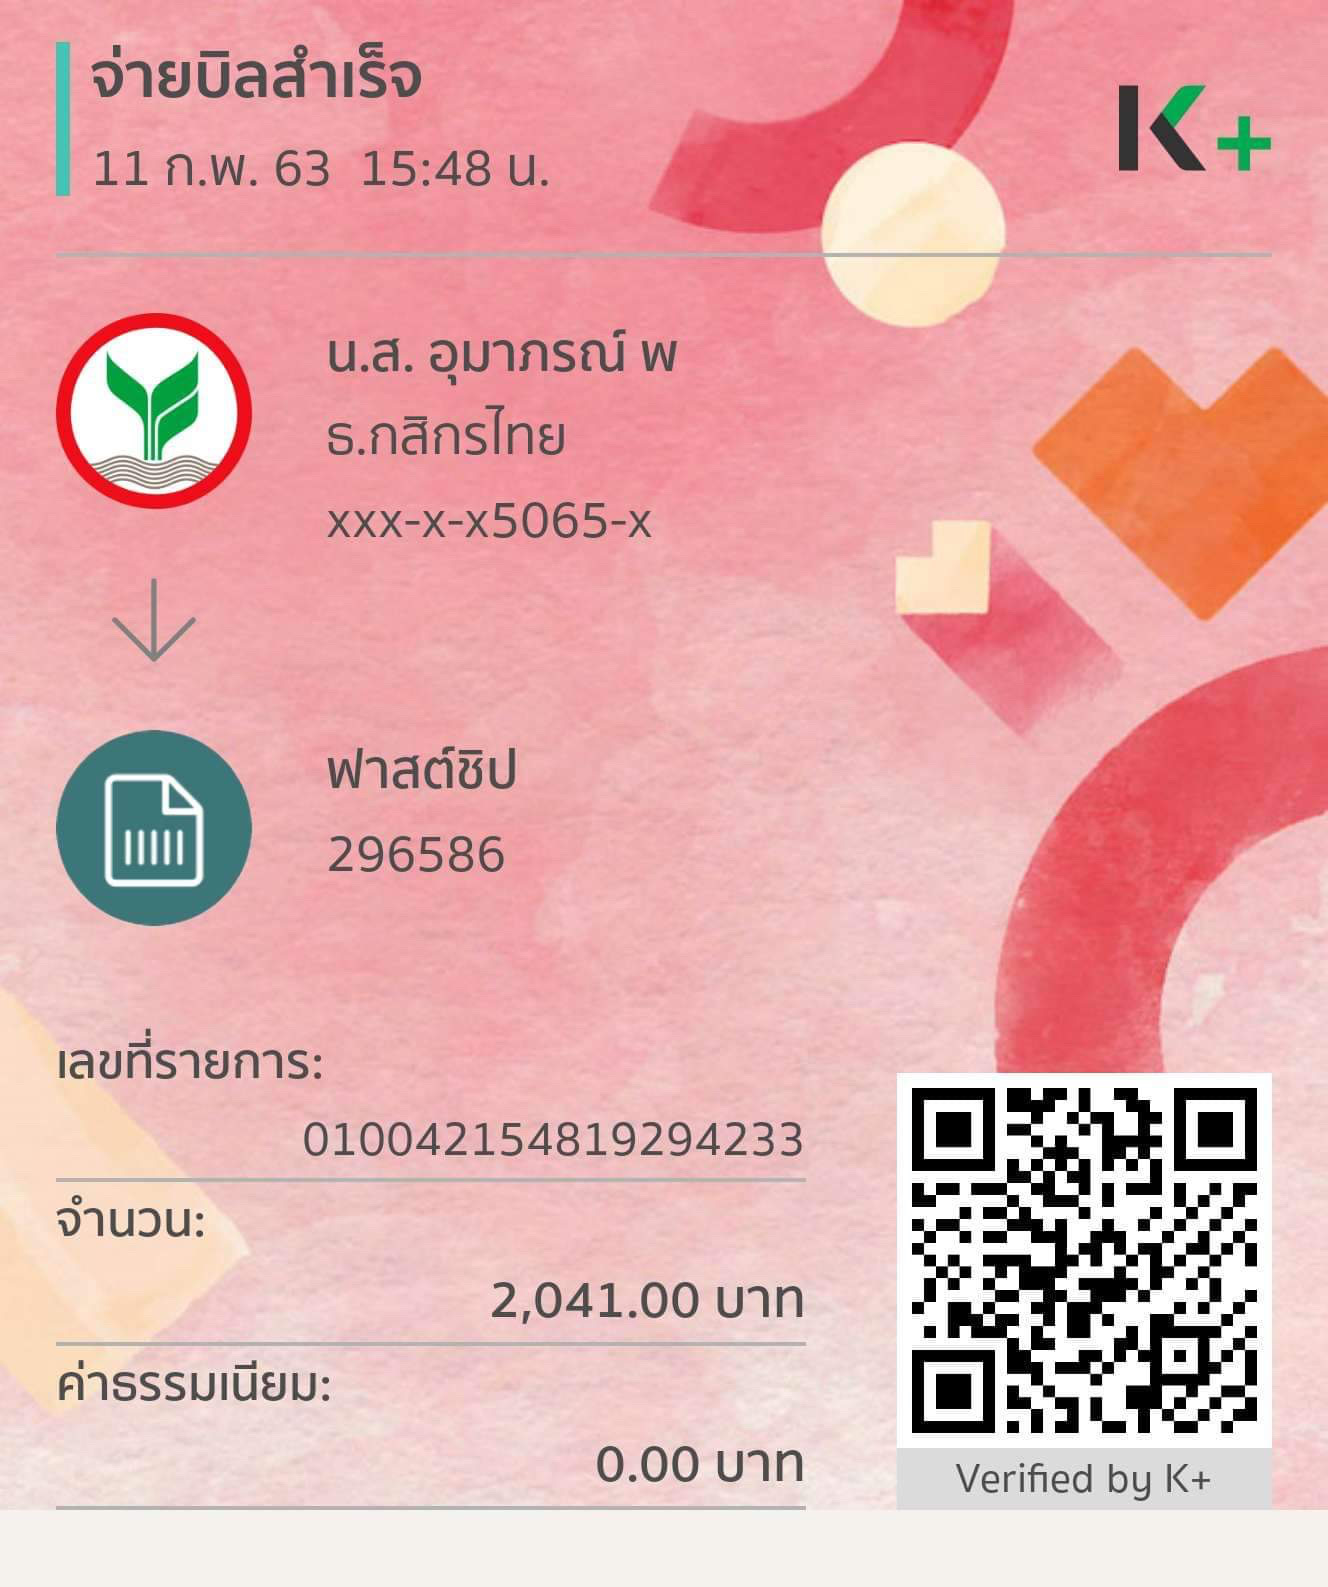 จ่ายบิลสำเร็จ
11 ก.พ. 63 15:48 น.
K+
น.ส. อุมาภรณ์ พ
ธ.กสิกรไทย
xxx-x-x5065-x
ฟาสต์ชิป
296586
เลขที่รายการ:
010042154819294233
จำนวน:
2,041.00 บาท
ค่าธรรมเนียม:
0.00 บาท
Verified by K+